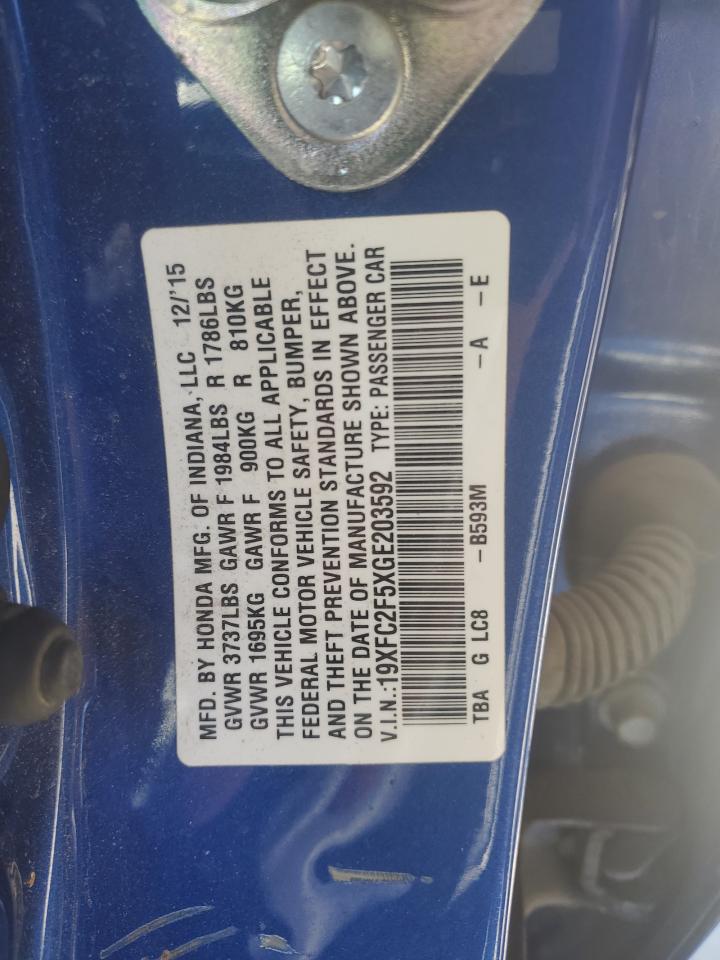 MFD. BY HONDA MFG. OF INDIANA, LLC 12/'15
GVWR 3737LBS GAWR F 1984LBS R 1786LBS
GVWR 1695KG GAWR F 900KG R 810KG
THIS VEHICLE CONFORMS TO ALL APPLICABLE
FEDERAL MOTOR VEHICLE SAFETY, BUMPER,
AND THEFT PREVENTION STANDARDS IN EFFECT
ON THE DATE OF MANUFACTURE SHOWN ABOVE.
V.I.N.:19XFC2F5XGE203592 TYPE: PASSENGER CAR
TBA G LC8 -B593M -A -E